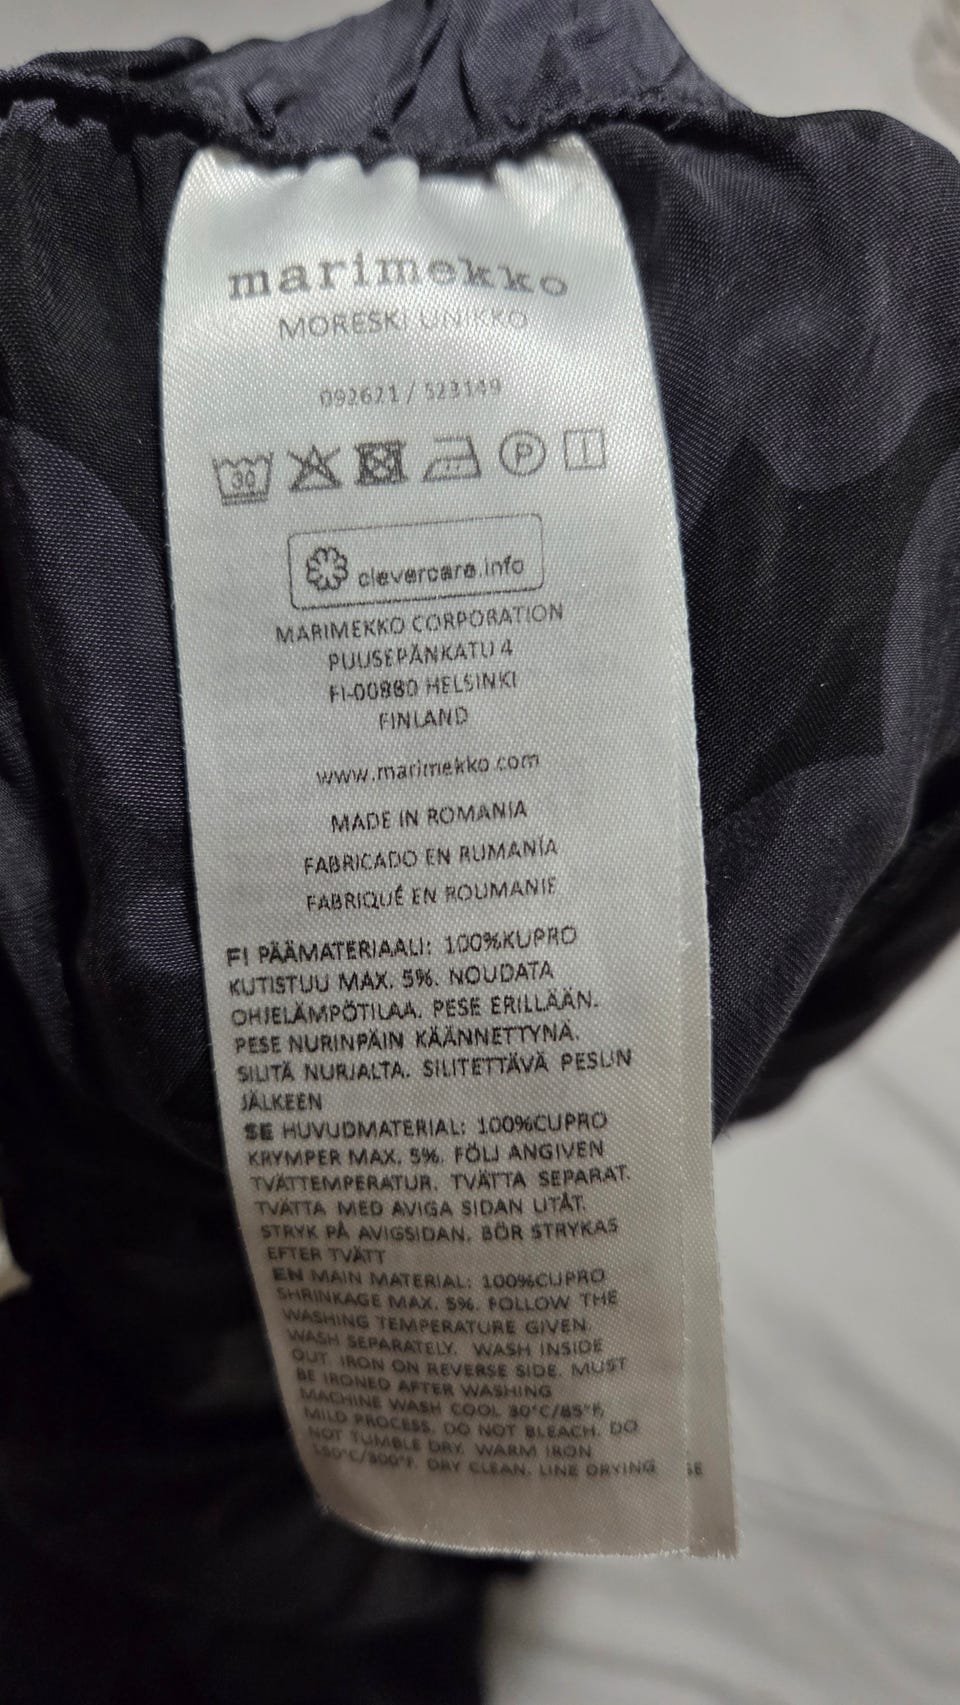 marimekko
MORESKI UNIKKO
092621 / 523149
30 P
clevercare.info
MARIMEKKO CORPORATION
PUUSEPÄNKATU 4
FI-00880 HELSINKI
FINLAND
www.marimekko.com
MADE IN ROMANIA
FABRICADO EN RUMANÍA
FABRIQUÉ EN ROUMANIE
FI PÄÄMATERIAALI: 100%KUPRO
KUTISTUU MAX. 5%. NOUDATA
OHJELÄMPÖTILAA. PESE ERILLÄÄN.
PESE NURINPÄIN KÄÄNNETTYNÄ.
SILITÄ NURJALTA. SILITETTÄVÄ PESUN
JÄLKEEN
SE HUVUDMATERIAL: 100%CUPRO
KRYMPER MAX. 5%. FÖLJ ANGIVEN
TVÄTTEMPERATUR. TVÄTTA SEPARAT.
TVÄTTA MED AVIGA SIDAN UTÅT.
STRYK PÅ AVIGSIDAN. BÖR STRYKAS
EFTER TVÄTT
EN MAIN MATERIAL: 100%CUPRO
SHRINKAGE MAX. 5%. FOLLOW THE
WASHING TEMPERATURE GIVEN.
WASH SEPARATELY. WASH INSIDE
OUT. IRON ON REVERSE SIDE. MUST
BE IRONED AFTER WASHING
MACHINE WASH COOL 30°C/85°F,
MILD PROCESS. DO NOT BLEACH. DO
NOT TUMBLE DRY. WARM IRON
150°C/300°F. DRY CLEAN. LINE DRYING